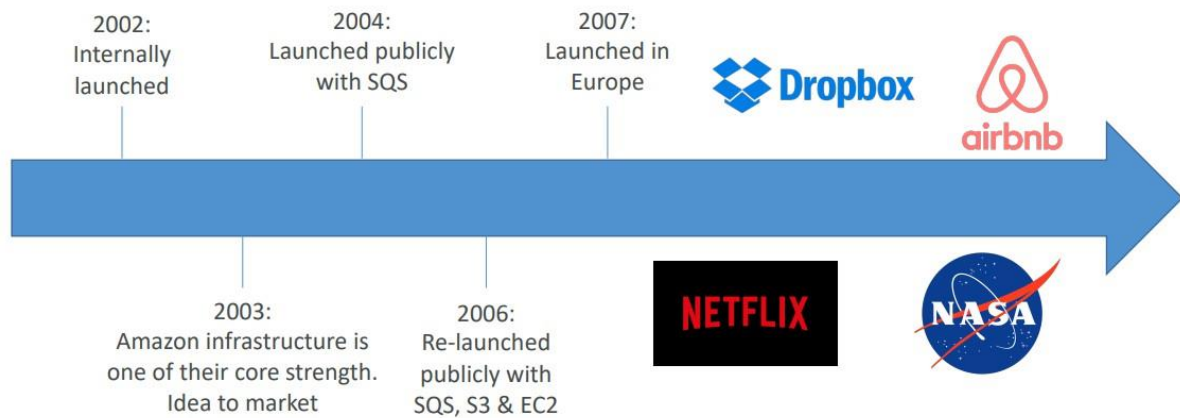 2002:
Internally
launched
2004:
Launched publicly
with SQS
2007:
Launched in
Europe
Dropbox
airbnb
2003:
Amazon infrastructure is
one of their core strength.
Idea to market
2006:
Re-launched
publicly with
SQS, S3 & EC2
NETFLIX
NASA